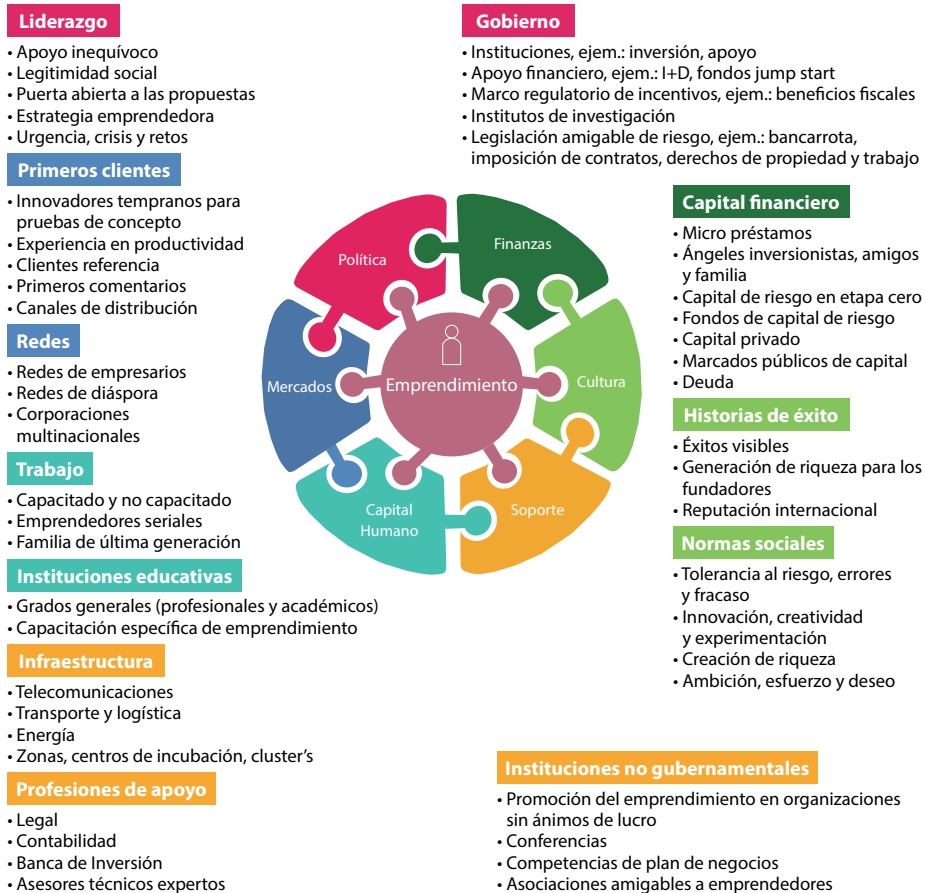 Liderazgo
• Apoyo inequívoco
• Legitimidad social
• Puerta abierta a las propuestas
• Estrategia emprendedora
• Urgencia, crisis y retos
Gobierno
• Instituciones, ejem.: inversión, apoyo
• Apoyo financiero, ejem.: I+D, fondos jump start
• Marco regulatorio de incentivos, ejem.: beneficios fiscales
• Institutos de investigación
• Legislación amigable de riesgo, ejem.: bancarrota,
imposición de contratos, derechos de propiedad y trabajo
Primeros clientes
• Innovadores tempranos para
pruebas de concepto
• Experiencia en productividad
• Clientes referencia
• Primeros comentarios
• Canales de distribución
Redes
• Redes de empresarios
• Redes de diáspora
• Corporaciones
multinacionales
Trabajo
• Capacitado y no capacitado
• Emprendedores seriales
• Familia de última generación
Instituciones educativas
• Grados generales (profesionales y académicos)
• Capacitación específica de emprendimiento
Infraestructura
• Telecomunicaciones
• Transporte y logística
• Energía
• Zonas, centros de incubación, cluster’s
Profesiones de apoyo
• Legal
• Contabilidad
• Banca de Inversión
• Asesores técnicos expertos
Política
Finanzas
Mercados
Emprendimiento
Cultura
Capital
Humano
Soporte
Capital financiero
• Micro préstamos
• Ángeles inversionistas, amigos
y familia
• Capital de riesgo en etapa cero
• Fondos de capital de riesgo
• Capital privado
• Marcados públicos de capital
• Deuda
Historias de éxito
• Éxitos visibles
• Generación de riqueza para los
fundadores
• Reputación internacional
Normas sociales
• Tolerancia al riesgo, errores
y fracaso
• Innovación, creatividad
y experimentación
• Creación de riqueza
• Ambición, esfuerzo y deseo
Instituciones no gubernamentales
• Promoción del emprendimiento en organizaciones
sin ánimos de lucro
• Conferencias
• Competencias de plan de negocios
• Asociaciones amigables a emprendedores